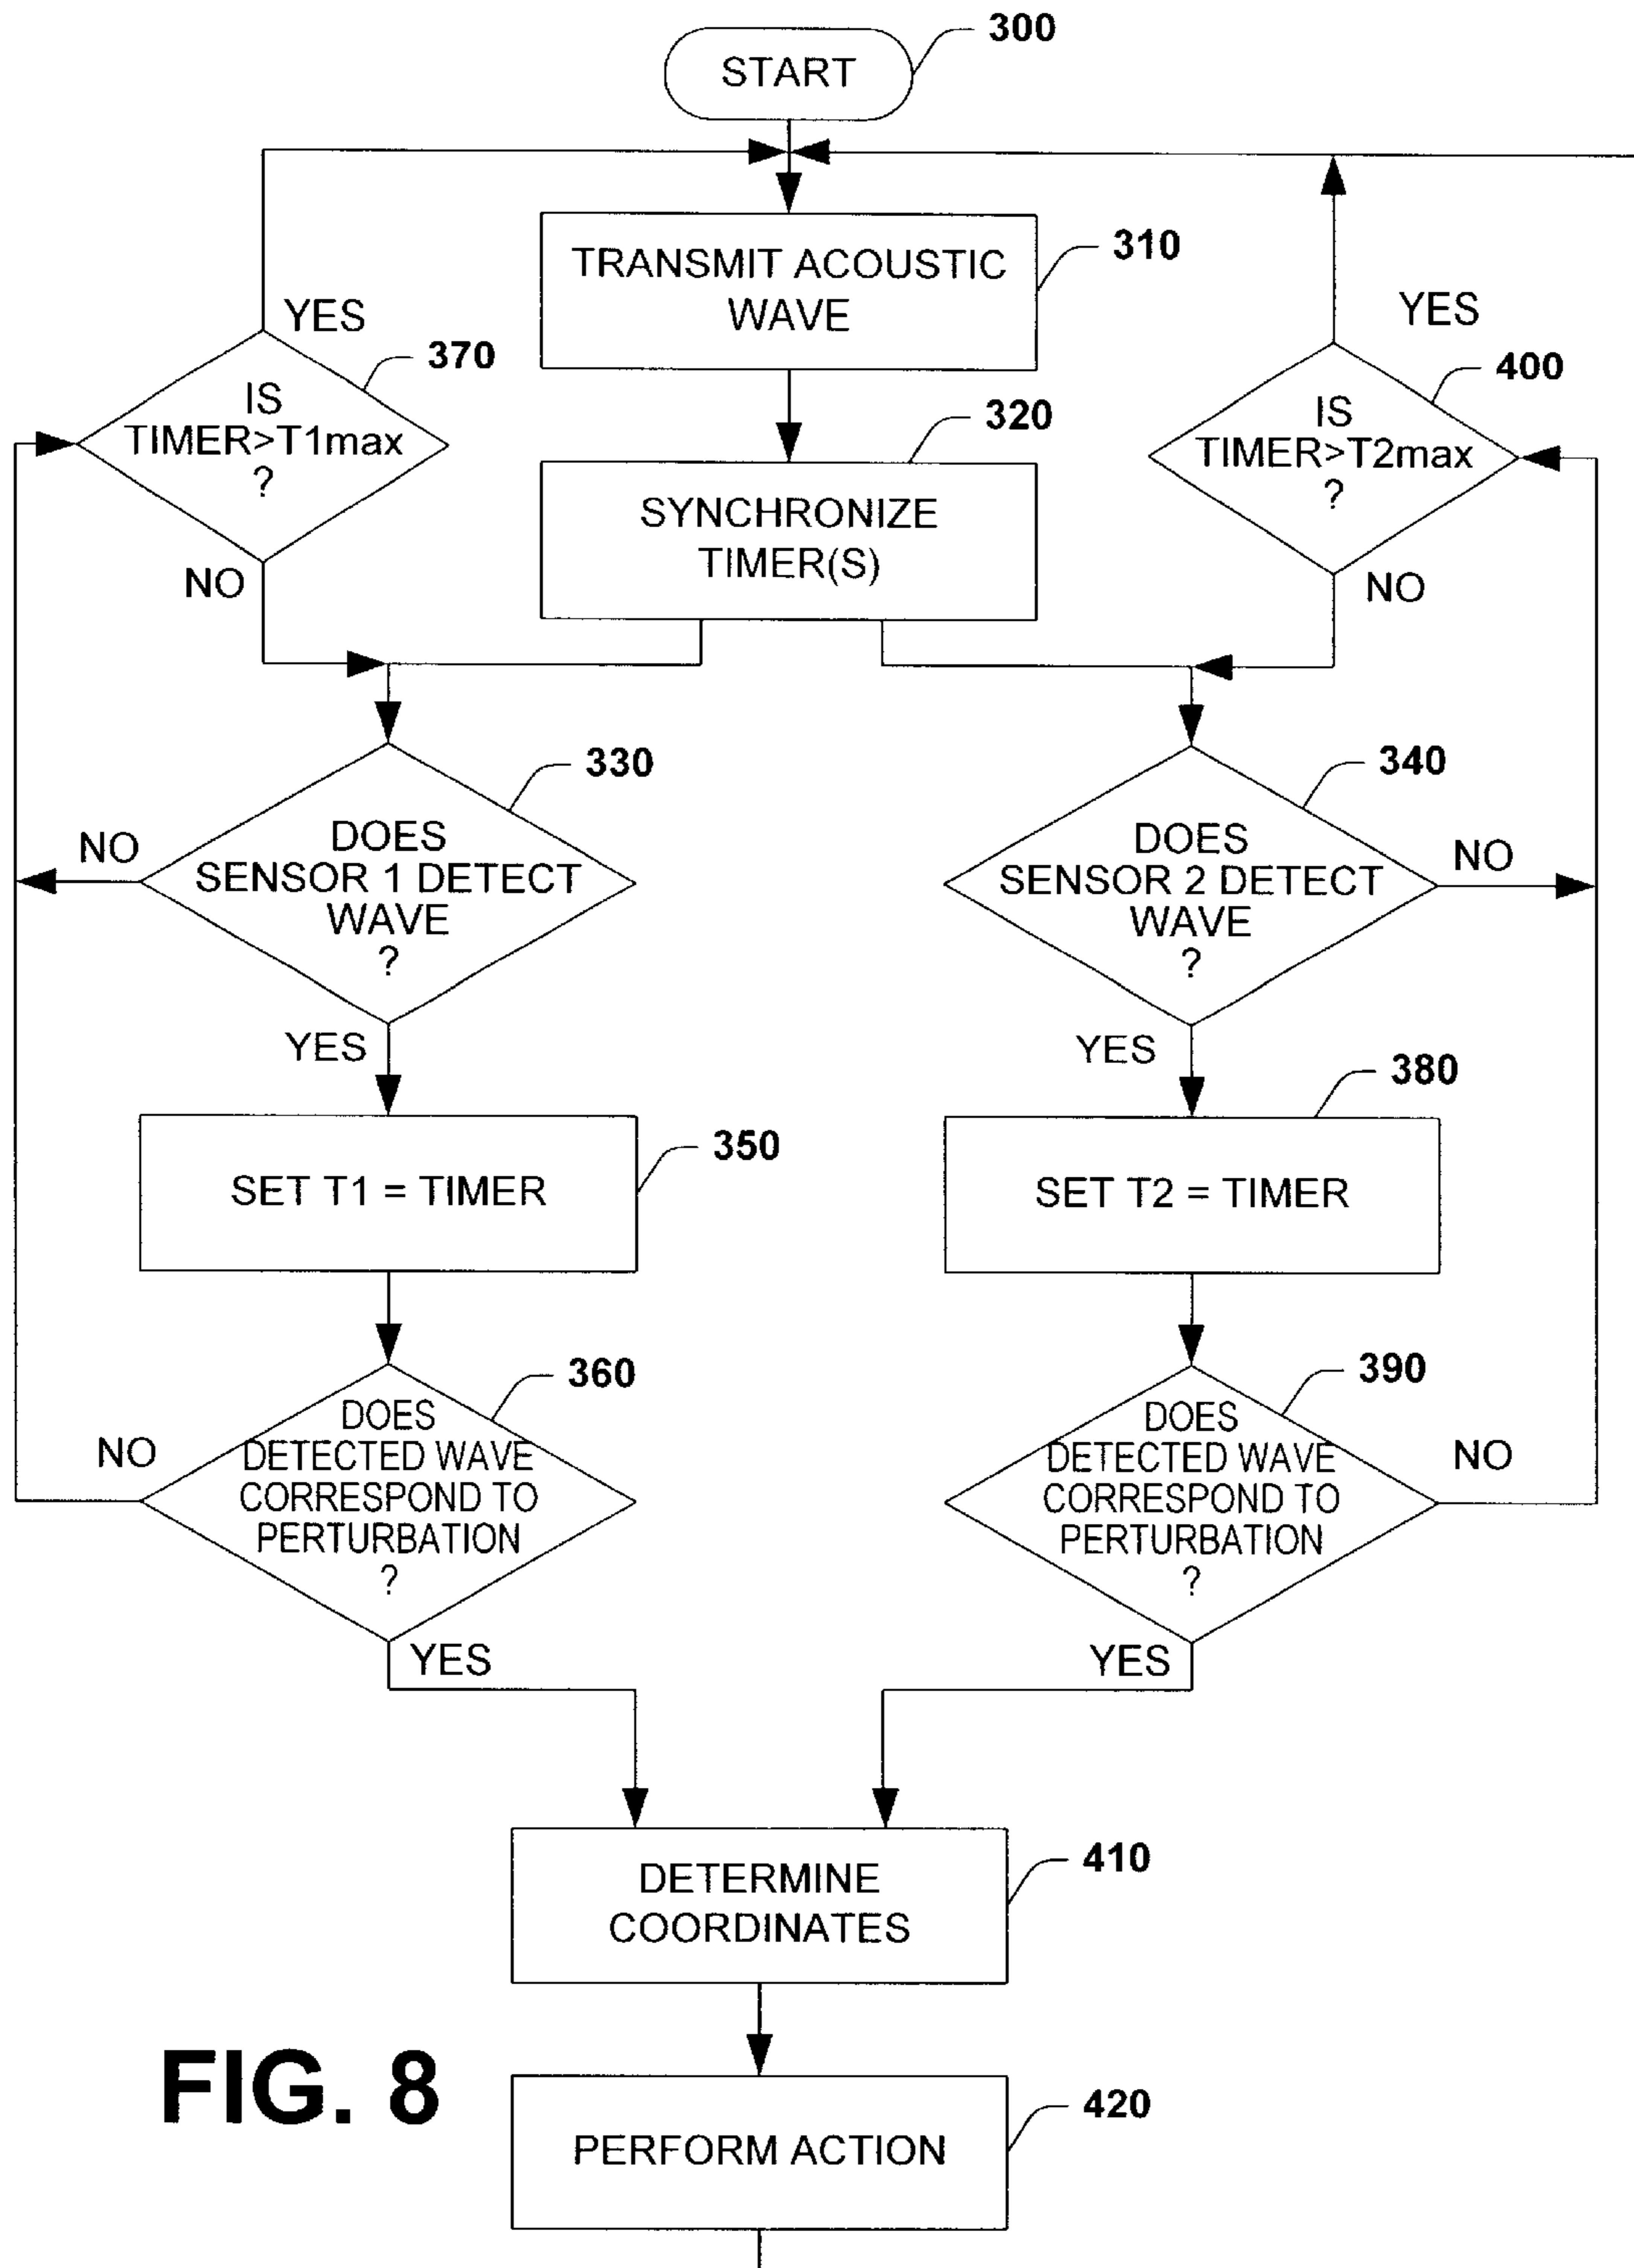 300
START
310
TRANSMIT ACOUSTIC
WAVE
YES
370
IS
TIMER>T1max
?
NO
YES
400
IS
TIMER>T2max
?
NO
320
SYNCHRONIZE
TIMER(S)
330
DOES
SENSOR 1 DETECT
WAVE
?
NO
YES
340
DOES
SENSOR 2 DETECT
WAVE
?
NO
YES
350
SET T1 = TIMER
380
SET T2 = TIMER
360
DOES
DETECTED WAVE
CORRESPOND TO
PERTURBATION
?
NO
YES
390
DOES
DETECTED WAVE
CORRESPOND TO
PERTURBATION
?
NO
YES
410
DETERMINE
COORDINATES
FIG. 8
420
PERFORM ACTION